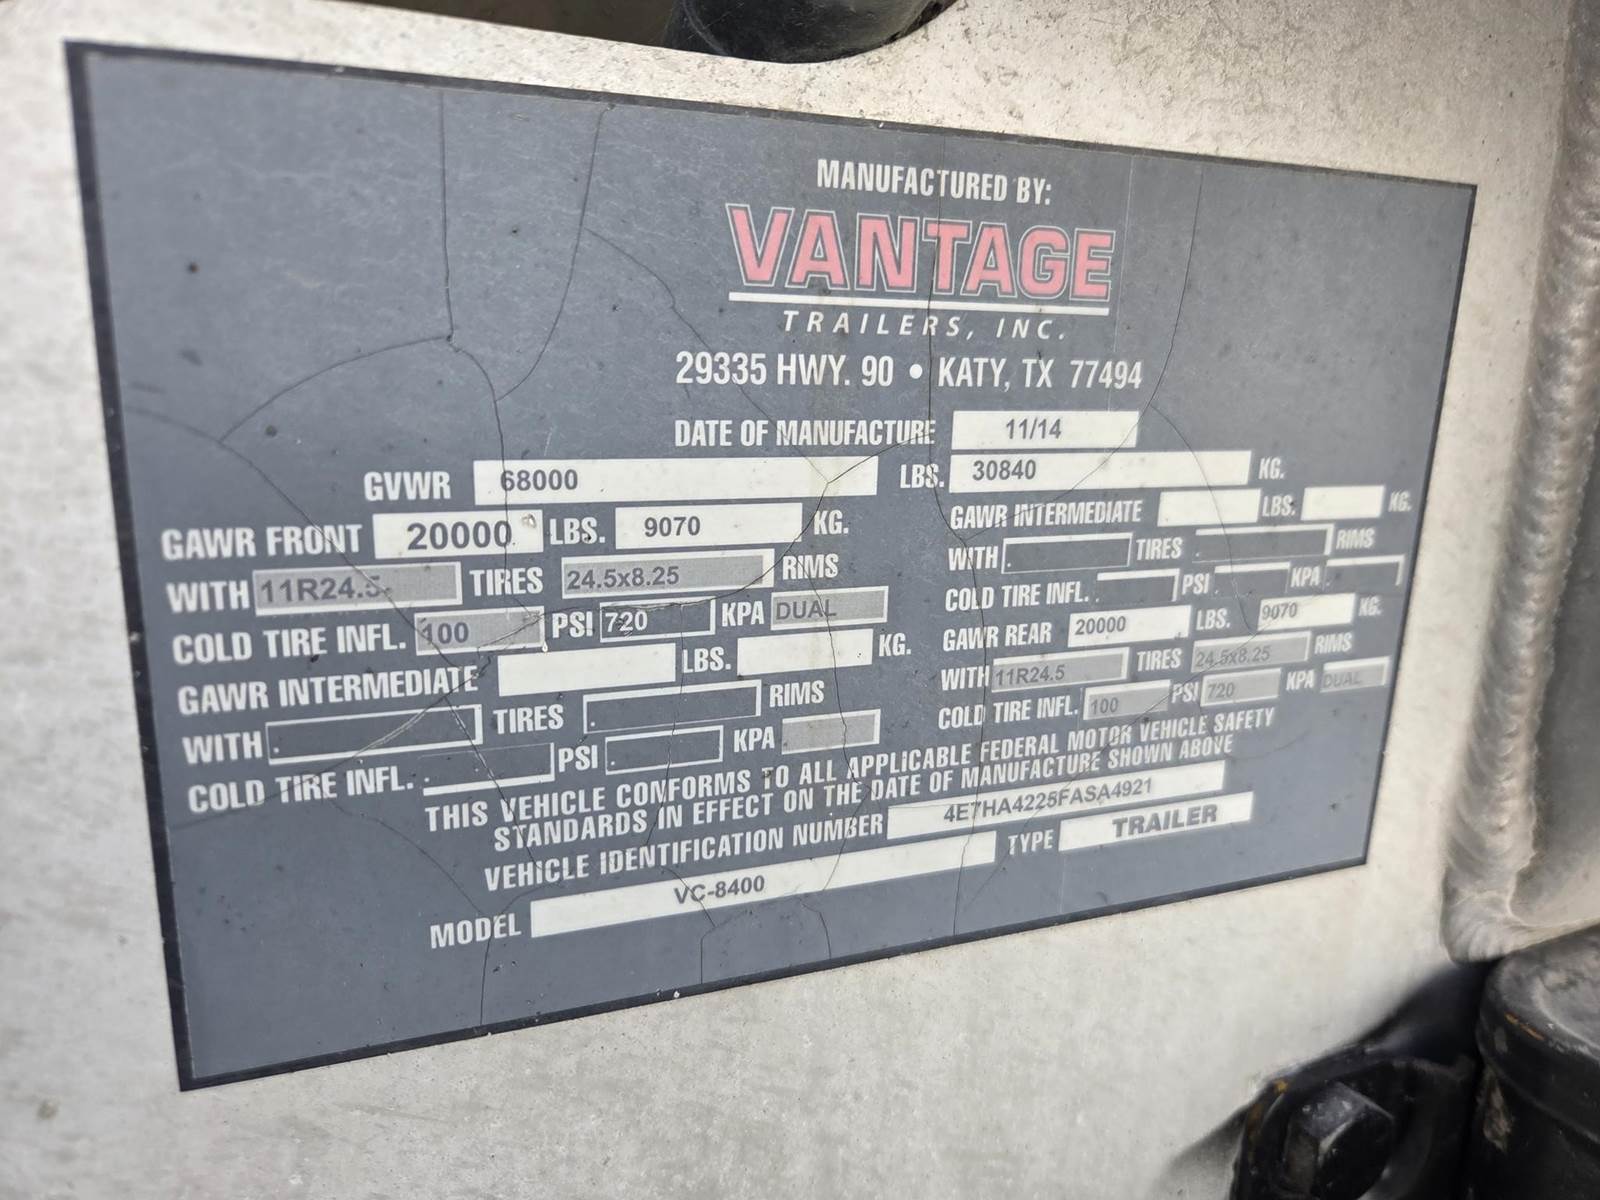 MANUFACTURED BY:
VANTAGE
TRAILERS, INC.
29335 HWY. 90 • KATY, TX 77494
DATE OF MANUFACTURE 11/14
GVWR 68000 LBS. 30840 KG.
GAWR FRONT 20000 LBS. 9070 KG.
WITH 11R24.5 TIRES 24.5x8.25 RIMS
COLD TIRE INFL. 100 PSI 720 KPA DUAL
GAWR INTERMEDIATE LBS. KG.
WITH . TIRES . RIMS
COLD TIRE INFL. . PSI . KPA
GAWR INTERMEDIATE LBS. KG.
WITH . TIRES . RIMS
COLD TIRE INFL. . PSI . KPA .
GAWR REAR 20000 LBS. 9070 KG.
WITH 11R24.5 TIRES 24.5x8.25 RIMS
COLD TIRE INFL. 100 PSI 720 KPA DUAL
THIS VEHICLE CONFORMS TO ALL APPLICABLE FEDERAL MOTOR VEHICLE SAFETY
STANDARDS IN EFFECT ON THE DATE OF MANUFACTURE SHOWN ABOVE
VEHICLE IDENTIFICATION NUMBER 4E7HA4225FASA4921
MODEL VC-8400 TYPE TRAILER